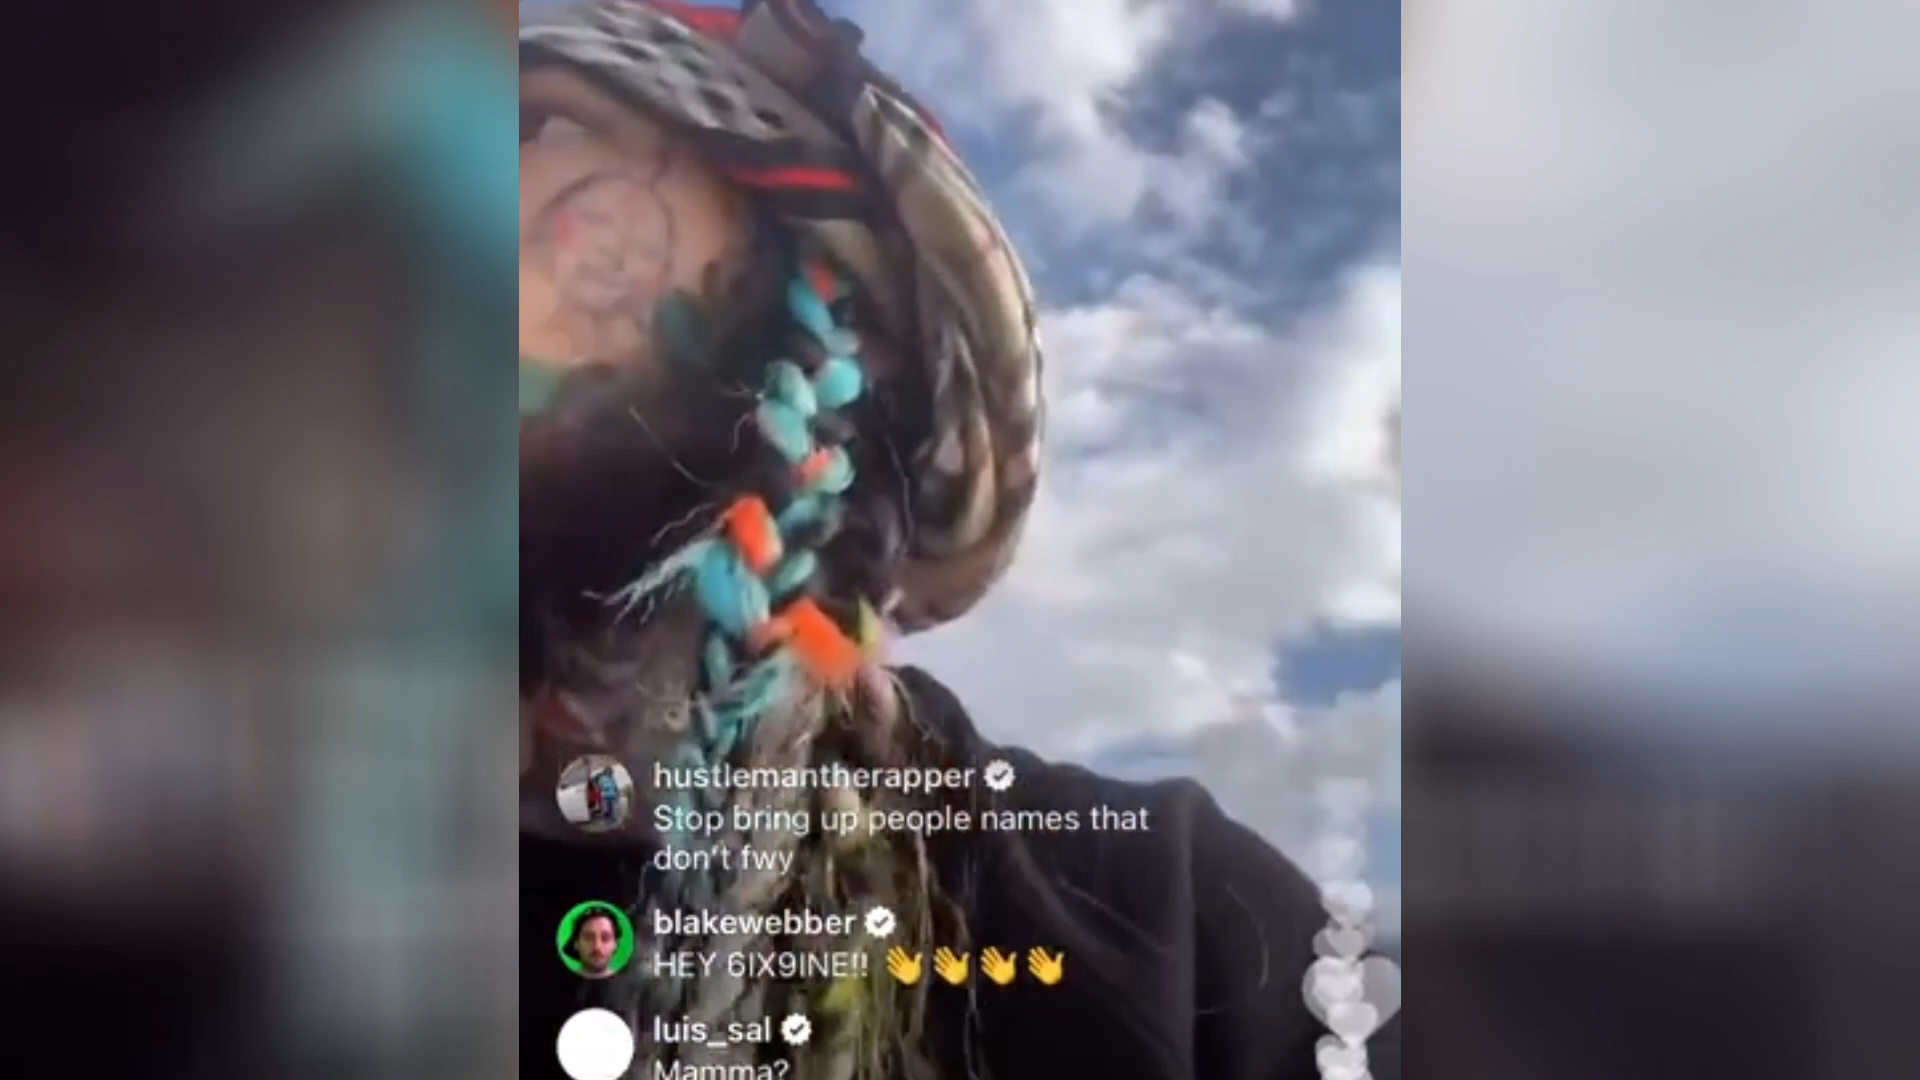 hustlemantherapper
Stop bring up people names that
don't fwy
blakewebber
HEY 6IX9INE!! 👋👋👋👋
luis_sal
Mamma?